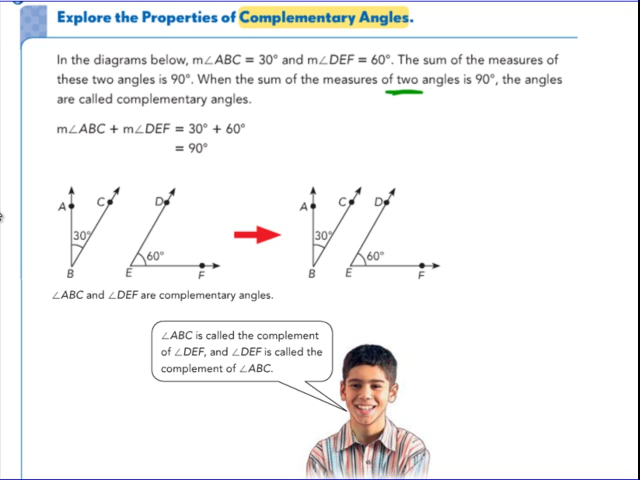 Explore the Properties of Complementary Angles.
In the diagrams below, m∠ABC = 30° and m∠DEF = 60°. The sum of the measures of
these two angles is 90°. When the sum of the measures of two angles is 90°, the angles
are called complementary angles.
m∠ABC + m∠DEF = 30° + 60°
= 90°
A C D A C D
30° 60° 30° 60°
B E F B E F
∠ABC and ∠DEF are complementary angles.
∠ABC is called the complement
of ∠DEF, and ∠DEF is called the
complement of ∠ABC.